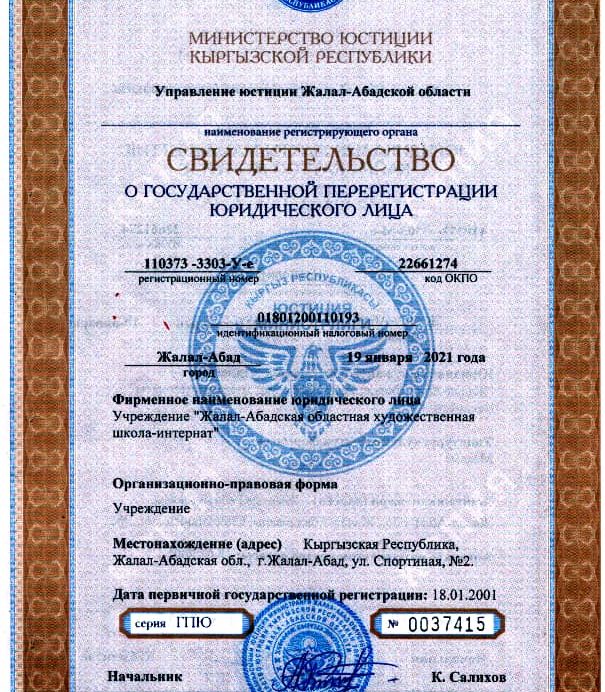 МИНИСТЕРСТВО ЮСТИЦИИ
КЫРГЫЗСКОЙ РЕСПУБЛИКИ
Управление юстиции Жалал-Абадской области
наименование регистрирующего органа
СВИДЕТЕЛЬСТВО
О ГОСУДАРСТВЕННОЙ ПЕРЕРЕГИСТРАЦИИ
ЮРИДИЧЕСКОГО ЛИЦА
110373 -3303-У-е 22661274
регистрационный номер код ОКПО
КЫРГЫЗ РЕСПУБЛИКАСЫ
ЮСТИЦИЯ
01801200110193
идентификационный налоговый номер
Жалал-Абад 19 января 2021 года
город
Фирменное наименование юридического лица
Учреждение "Жалал-Абадская областная художественная
школа-интернат"
Организационно-правовая форма
Учреждение
Местонахождение (адрес) Кыргызская Республика,
Жалал-Абадская обл., г.Жалал-Абад, ул. Спортиная, №2.
Дата первичной государственной регистрации: 18.01.2001
серия ГПЮ № 0037415
Начальник К. Салихов